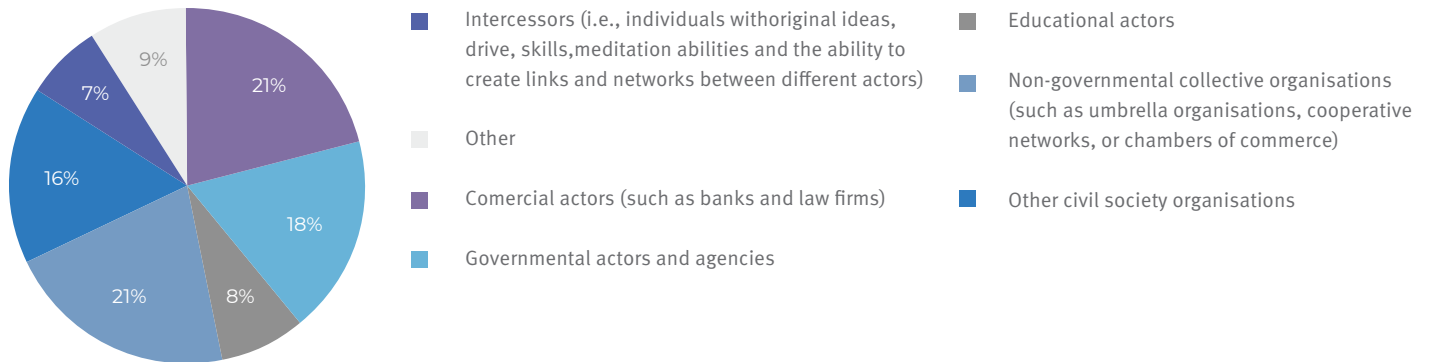 9%
21%
7%
16%
18%
21%
8%
Intercessors (i.e., individuals withoriginal ideas,
drive, skills,meditation abilities and the ability to
create links and networks between different actors)
Other
Comercial actors (such as banks and law firms)
Governmental actors and agencies
Educational actors
Non-governmental collective organisations
(such as umbrella organisations, cooperative
networks, or chambers of commerce)
Other civil society organisations